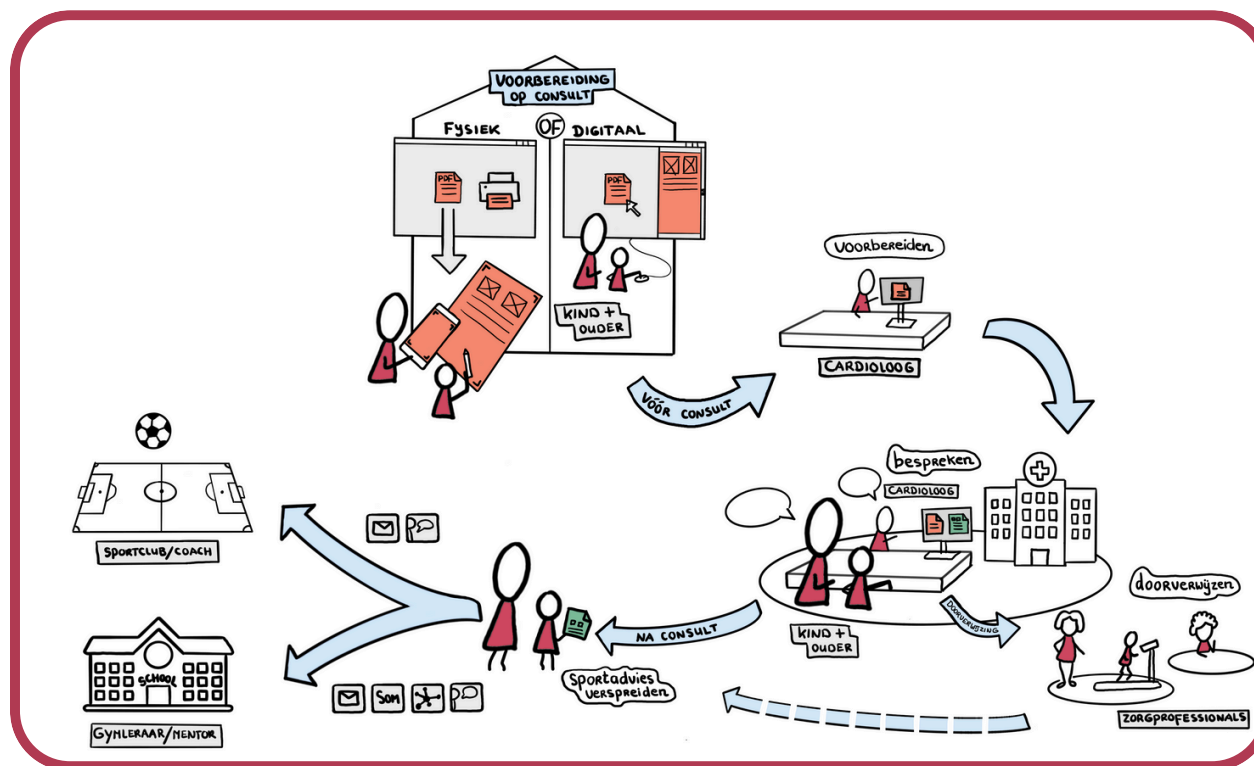 VOORBEREIDING
OP CONSULT
FYSIEK
OF
DIGITAAL
PDF
PDF
KIND +
OUDER
VÓÓR CONSULT
voorbereiden
CARDIOLOOG
bespreken
CARDIOLOOG
KIND +
OUDER
DOORVERWIJZING
doorverwijzen
ZORGPROFESSIONALS
NA CONSULT
Sportadvies
verspreiden
SPORTCLUB/COACH
SCHOOL
SOM
GYMLERAAR/MENTOR